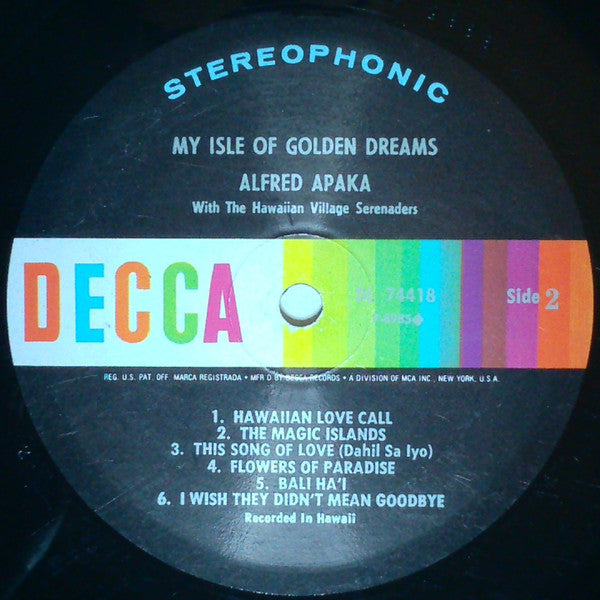 STEREOPHONIC
MY ISLE OF GOLDEN DREAMS
ALFRED APAKA
With The Hawaiian Village Serenaders
DECCA
74418
Side 2
REG. U.S. PAT. OFF. MARCA REGISTRADA • MFR'D BY DECCA RECORDS • A DIVISION OF MCA INC., NEW YORK, U.S.A.
1. HAWAIIAN LOVE CALL
2. THE MAGIC ISLANDS
3. THIS SONG OF LOVE (Dahil Sa Iyo)
4. FLOWERS OF PARADISE
5. BALI HA'I
6. I WISH THEY DIDN'T MEAN GOODBYE
Recorded In Hawaii